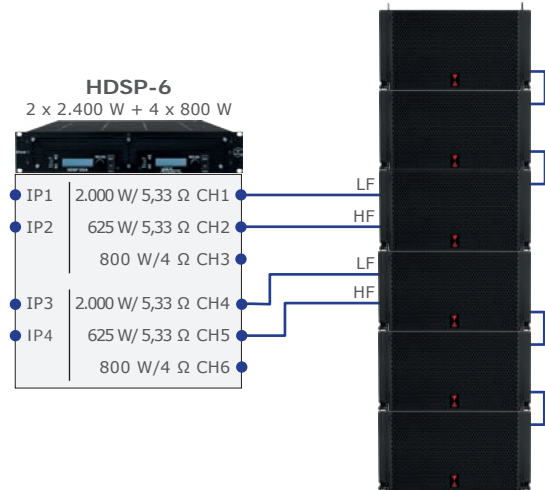 HDSP-6
2 x 2.400 W + 4 x 800 W
IP1 2.000 W/ 5,33 Ω CH1 LF
IP2 625 W/ 5,33 Ω CH2 HF
800 W/4 Ω CH3
LF
IP3 2.000 W/ 5,33 Ω CH4
HF
IP4 625 W/ 5,33 Ω CH5
800 W/4 Ω CH6